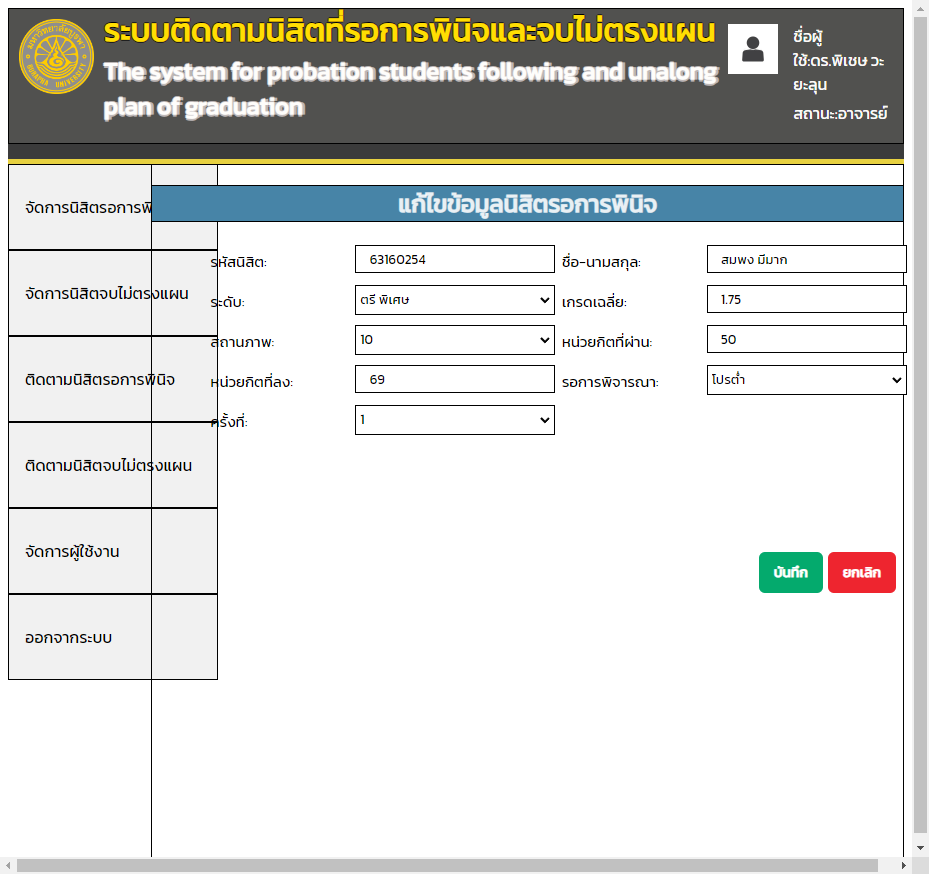 ระบบติดตามนิสิตที่รอการพินิจและจบไม่ตรงแผน
The system for probation students following and unalong
plan of graduation
ชื่อผู้
ใช้:ดร.พิเชษ วะ
ยะลุน
สถานะ:อาจารย์
จัดการนิสิตรอการพิ
แก้ไขข้อมูลนิสิตรอการพินิจ
รหัสนิสิต: 63160254 ชื่อ-นามสกุล: สมพง มีมาก
จัดการนิสิตจบไม่ตรงแผน
ระดับ: ตรี พิเศษ เกรดเฉลี่ย: 1.75
สถานภาพ: 10 หน่วยกิตที่ผ่าน: 50
ติดตามนิสิตรอการพินิจ
หน่วยกิตที่ลง: 69 รอการพิจารณา: โปรต่ำ
ครั้งที่: 1
ติดตามนิสิตจบไม่ตรงแผน
จัดการผู้ใช้งาน
บันทึก ยกเลิก
ออกจากระบบ